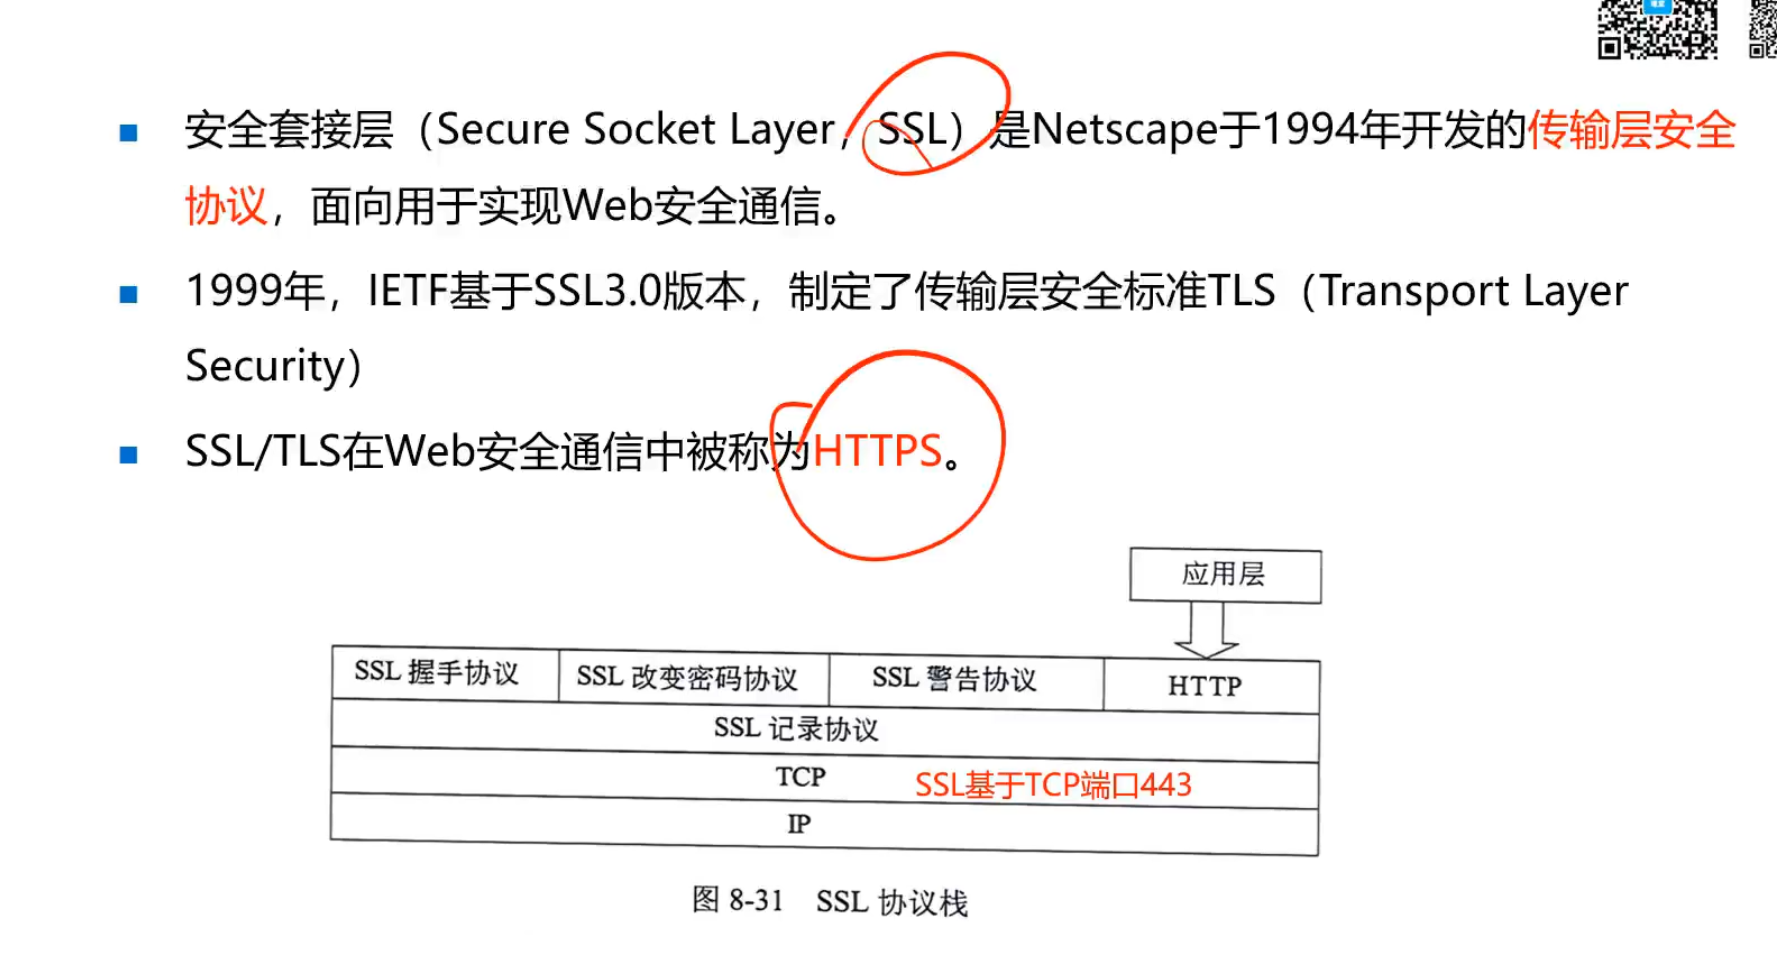 安全套接层（Secure Socket Layer，SSL）是Netscape于1994年开发的传输层安全
协议，面向用于实现Web安全通信。
1999年，IETF基于SSL3.0版本，制定了传输层安全标准TLS（Transport Layer
Security）
SSL/TLS在Web安全通信中被称为HTTPS。
应用层
SSL 握手协议 SSL 改变密码协议 SSL 警告协议 HTTP
SSL 记录协议
TCP SSL基于TCP端口443
IP
图 8-31 SSL 协议栈